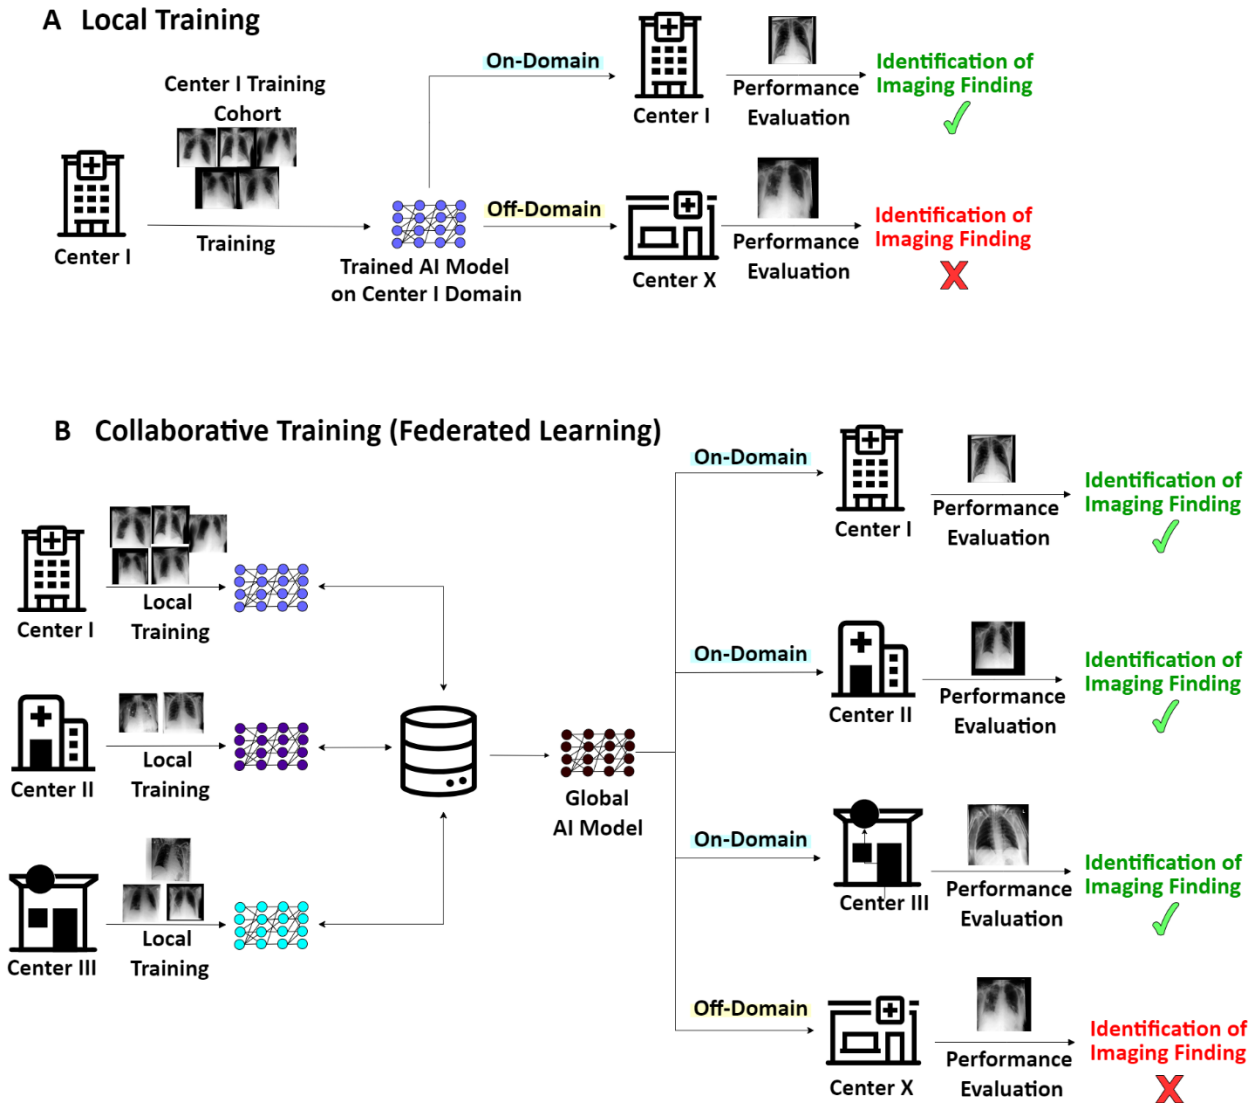 A Local Training
Center I Training
Cohort
Center I
Training
Trained AI Model
on Center I Domain
On-Domain
Center I
Performance
Evaluation
Identification of
Imaging Finding
Off-Domain
Center X
Performance
Evaluation
Identification of
Imaging Finding
B Collaborative Training (Federated Learning)
Center I
Local
Training
Center II
Local
Training
Center III
Local
Training
Global
AI Model
On-Domain
Center I
Performance
Evaluation
Identification of
Imaging Finding
On-Domain
Center II
Performance
Evaluation
Identification of
Imaging Finding
On-Domain
Center III
Performance
Evaluation
Identification of
Imaging Finding
Off-Domain
Center X
Performance
Evaluation
Identification of
Imaging Finding